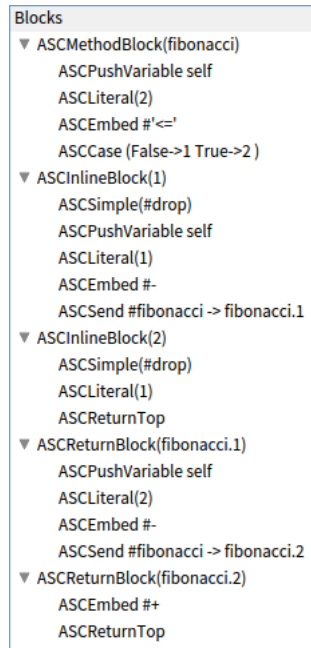 Blocks
ASCMethodBlock(fibonacci)
ASCPushVariable self
ASCLiteral(2)
ASCEmbed #'<='
ASCCase (False->1 True->2 )
ASCInlineBlock(1)
ASCSimple(#drop)
ASCPushVariable self
ASCLiteral(1)
ASCEmbed #-
ASCSend #fibonacci -> fibonacci.1
ASCInlineBlock(2)
ASCSimple(#drop)
ASCLiteral(1)
ASCReturnTop
ASCReturnBlock(fibonacci.1)
ASCPushVariable self
ASCLiteral(2)
ASCEmbed #-
ASCSend #fibonacci -> fibonacci.2
ASCReturnBlock(fibonacci.2)
ASCEmbed #+
ASCReturnTop